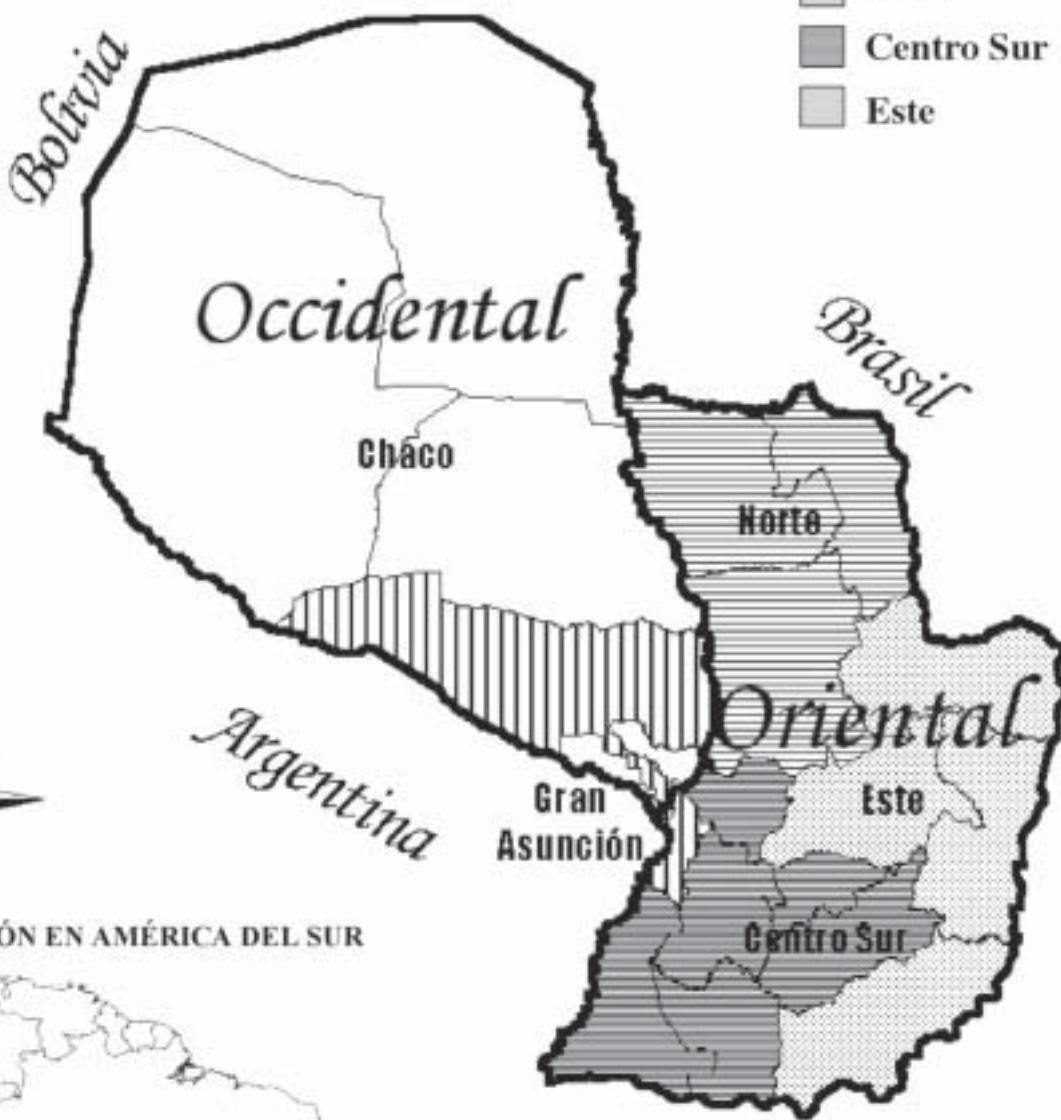 Centro Sur
Este
Bolivia
Occidental
Brasil
Chaco
Norte
Oriental
Argentina
Gran
Asunción
Este
Centro Sur
ÓN EN AMÉRICA DEL SUR